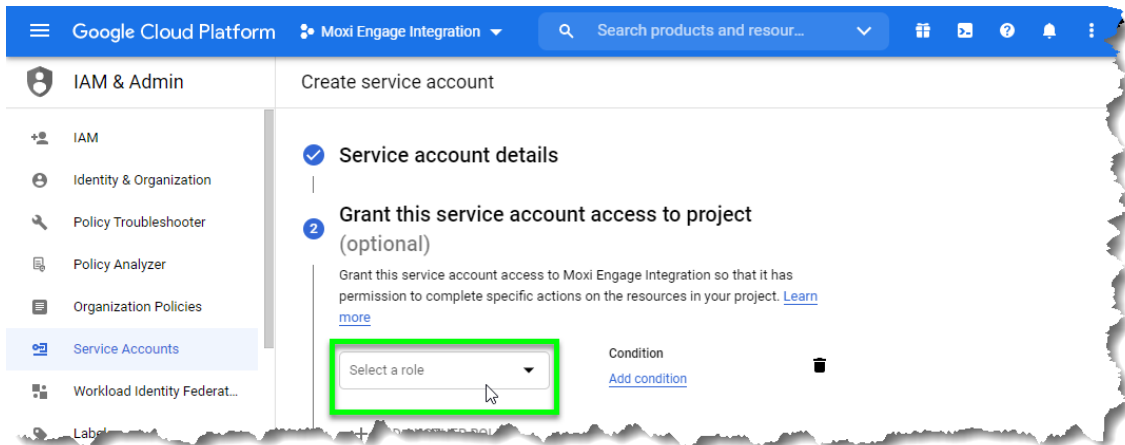 Google Cloud Platform
Moxi Engage Integration
Search products and resour...
IAM & Admin
Create service account
IAM
Identity & Organization
Policy Troubleshooter
Policy Analyzer
Organization Policies
Service Accounts
Workload Identity Federat...
Service account details
2
Grant this service account access to project
(optional)
Grant this service account access to Moxi Engage Integration so that it has
permission to complete specific actions on the resources in your project. Learn
more
Select a role
Condition
Add condition